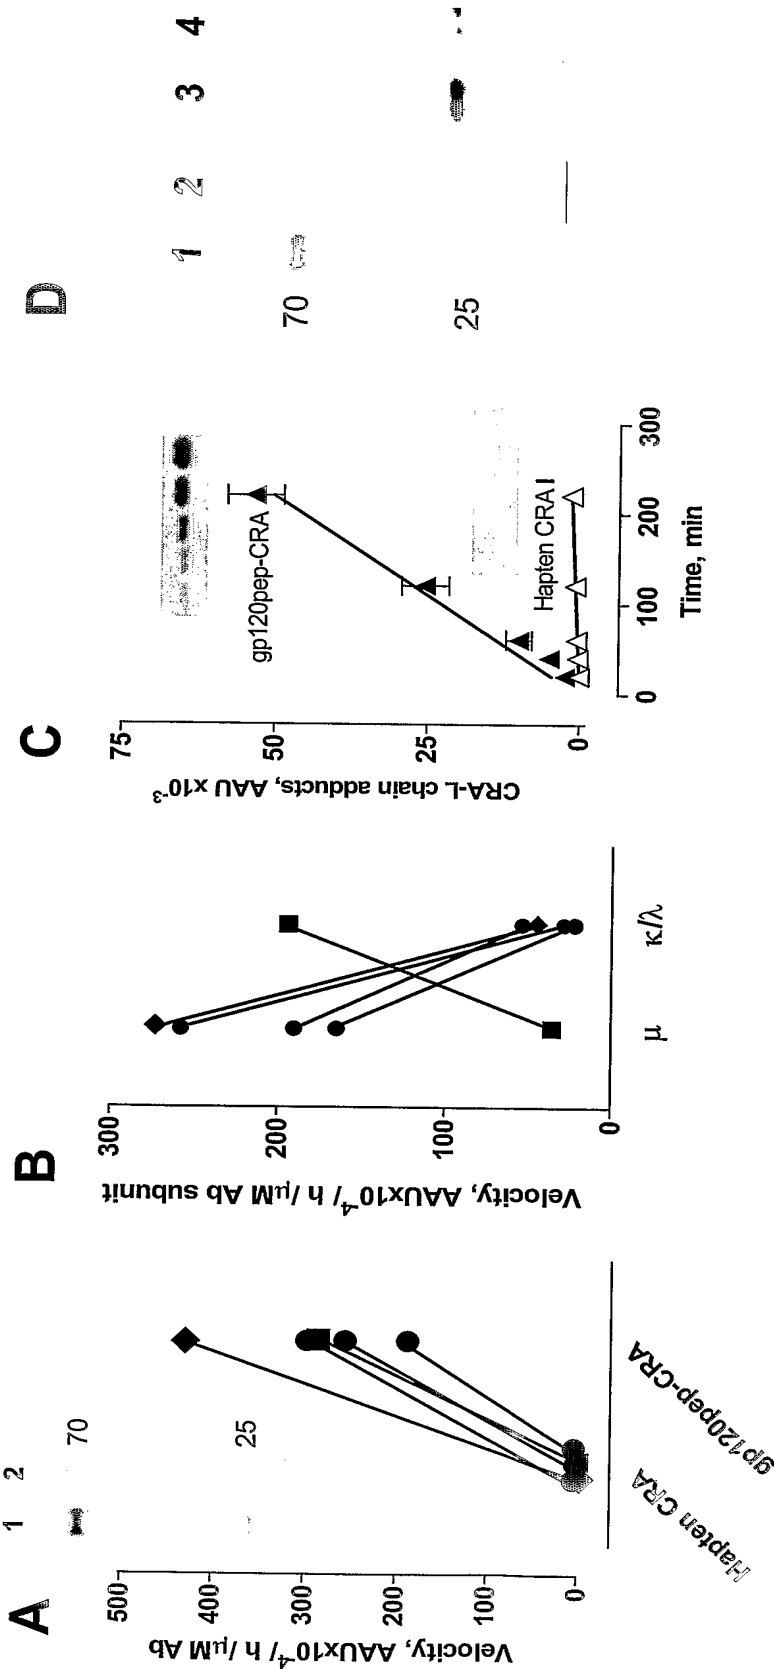 A
1 2
70
25
500
400
300
200
100
0
Velocity, AAUx10⁻⁴/ h / μM Ab
Hapten CRA
gp120pep-CRA
B
300
200
100
0
Velocity, AAUx10⁻⁴/ h / μM Ab subunit
μ κ/λ
C
75
50
25
0
CRA-L chain adducts, AAU x10⁻³
gp120pep-CRA
Hapten CRA I
0 100 200 300
Time, min
D
1 2 3 4
70
25